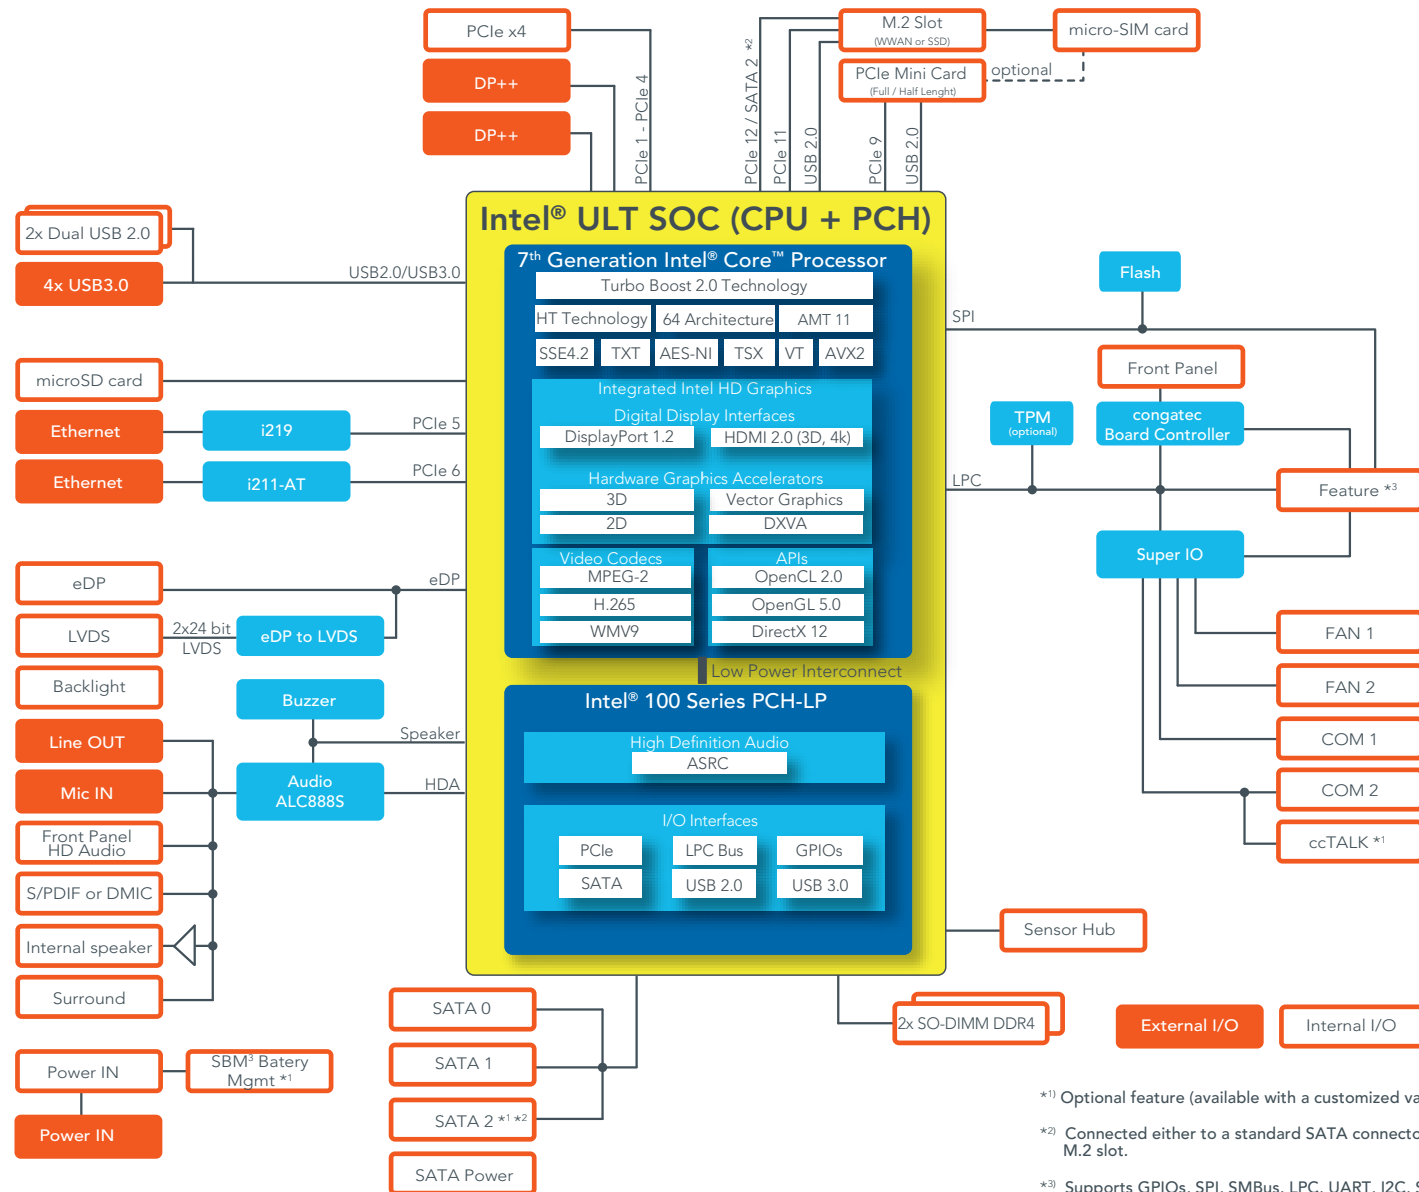 PCIe x4
DP++
DP++
PCIe 1 - PCIe 4
PCIe 12 / SATA 2 *2
PCIe 11
USB 2.0
PCIe 9
USB 2.0
M.2 Slot
(WWAN or SSD)
micro-SIM card
PCIe Mini Card
(Full / Half Lenght)
optional
2x Dual USB 2.0
4x USB3.0
USB2.0/USB3.0
microSD card
Ethernet
i219
PCIe 5
Ethernet
i211-AT
PCIe 6
eDP
eDP
LVDS
2x24 bit
LVDS
eDP to LVDS
Backlight
Buzzer
Line OUT
Speaker
Mic IN
Audio
ALC888S
HDA
Front Panel
HD Audio
S/PDIF or DMIC
Internal speaker
Surround
Power IN
SBM³ Batery
Mgmt *1
Power IN
Intel® ULT SOC (CPU + PCH)
7th Generation Intel® Core™ Processor
Turbo Boost 2.0 Technology
HT Technology
64 Architecture
AMT 11
SSE4.2
TXT
AES-NI
TSX
VT
AVX2
Integrated Intel HD Graphics
Digital Display Interfaces
DisplayPort 1.2
HDMI 2.0 (3D, 4k)
Hardware Graphics Accelerators
3D
Vector Graphics
2D
DXVA
Video Codecs
MPEG-2
H.265
WMV9
APIs
OpenCL 2.0
OpenGL 5.0
DirectX 12
Low Power Interconnect
Intel® 100 Series PCH-LP
High Definition Audio
ASRC
I/O Interfaces
PCIe
LPC Bus
GPIOs
SATA
USB 2.0
USB 3.0
SATA 0
SATA 1
SATA 2 *1 *2
SATA Power
SPI
Flash
Front Panel
TPM
(optional)
congatec
Board Controller
LPC
Feature *3
Super IO
FAN 1
FAN 2
COM 1
COM 2
ccTALK *1
Sensor Hub
2x SO-DIMM DDR4
External I/O
Internal I/O
*1) Optional feature (available with a customized va
*2) Connected either to a standard SATA connecto
M.2 slot.
*3) Supports GPIOs, SPI, SMBus, LPC, UART, I2C, S